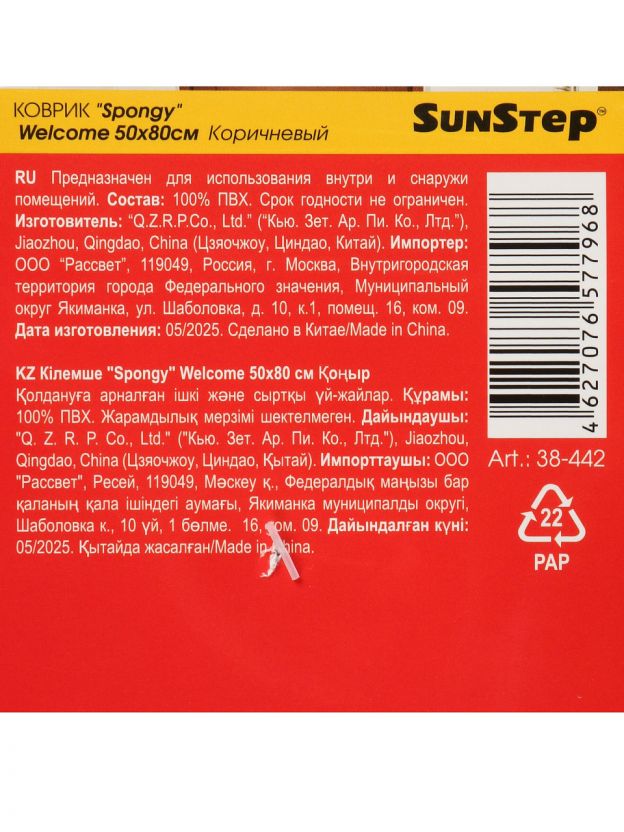 КОВРИК "Spongy"
Welcome 50x80см Коричневый
SUNSTEP™
RU Предназначен для использования внутри и снаружи
помещений. Состав: 100% ПВХ. Срок годности не ограничен.
Изготовитель: “Q.Z.R.P.Co., Ltd.” (“Кью. Зет. Ар. Пи. Ко., Лтд.”),
Jiaozhou, Qingdao, China (Цзяочжоу, Циндао, Китай). Импортер:
ООО “Рассвет”, 119049, Россия, г. Москва, Внутригородская
территория города Федерального значения, Муниципальный
округ Якиманка, ул. Шаболовка, д. 10, к.1, помещ. 16, ком. 09.
Дата изготовления: 05/2025. Сделано в Китае/Made in China.
KZ Кілемше "Spongy" Welcome 50x80 см Қоңыр
Қолдануға арналған ішкі және сыртқы үй-жайлар. Құрамы:
100% ПВХ. Жарамдылық мерзімі шектелмеген. Дайындаушы:
"Q. Z. R. P. Co., Ltd." ("Кью. Зет. Ар. Пи. Ко., Лтд."), Jiaozhou,
Qingdao, China (Цзяочжоу, Циндао, Қытай). Импорттаушы: ООО
"Рассвет", Ресей, 119049, Мәскеу қ., Федералдық маңызы бар
қаланың қала ішіндегі аумағы, Якиманка муниципалды округі,
Шаболовка к., 10 үй, 1 бөлме. 16, ком. 09. Дайындалған күні:
05/2025. Қытайда жасалған/Made in China.
4 627076 577968
Art.: 38-442
22
PAP